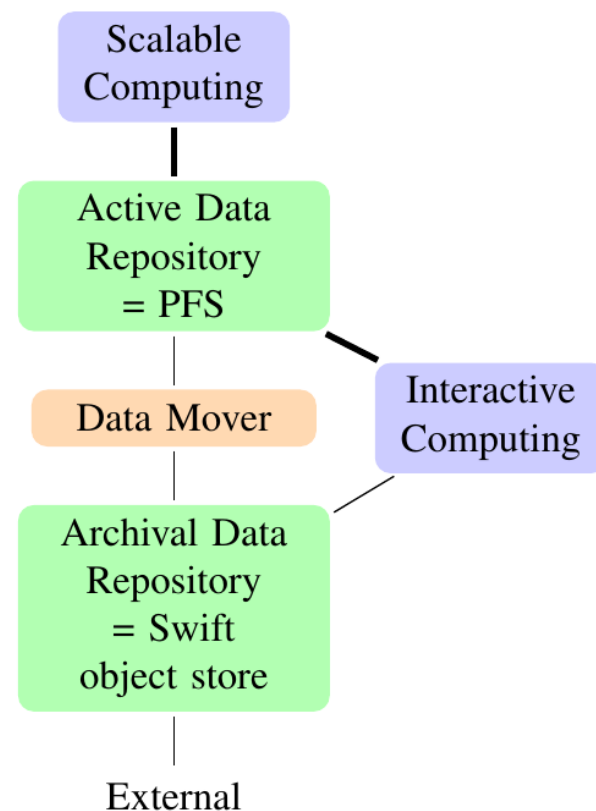 Scalable
Computing
Active Data
Repository
= PFS
Interactive
Computing
Data Mover
Archival Data
Repository
= Swift
object store
External